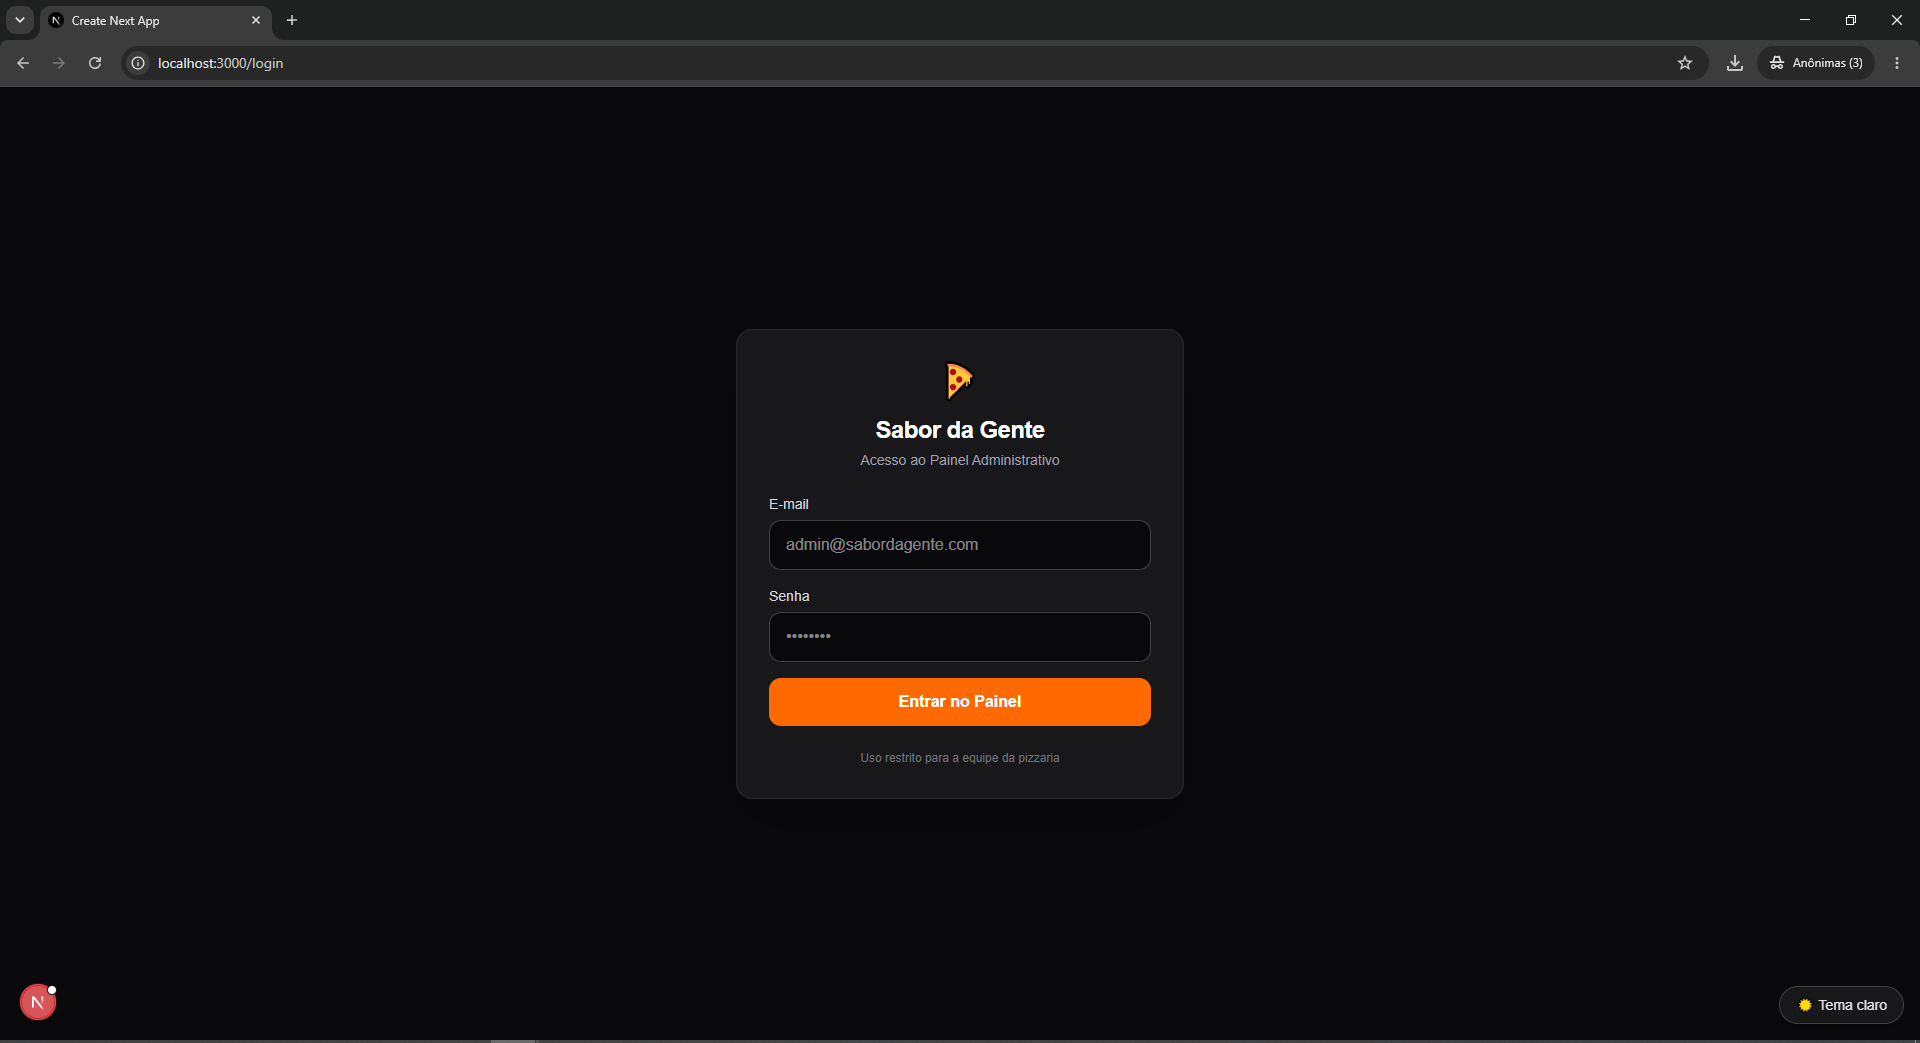 Create Next App
localhost:3000/login
Anônimas (3)
Sabor da Gente
Acesso ao Painel Administrativo
E-mail
admin@sabordagente.com
Senha
••••••••
Entrar no Painel
Uso restrito para a equipe da pizzaria
N
Tema claro